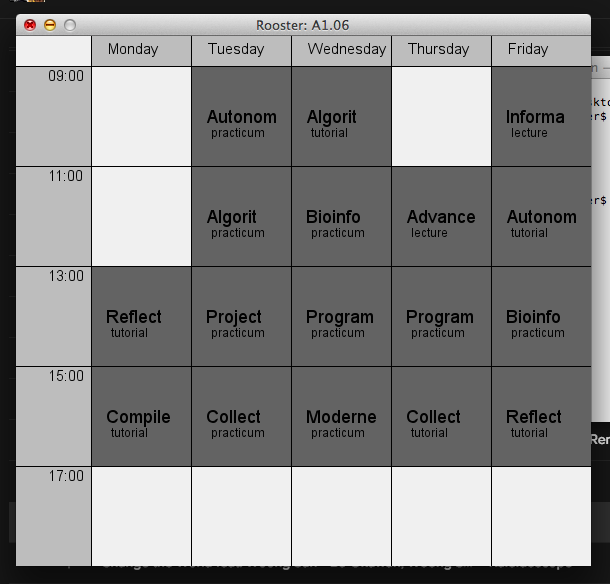 Rooster: A1.06
Monday Tuesday Wednesday Thursday Friday
09:00
Autonom Algorit Informa
practicum tutorial lecture
11:00
Algorit Bioinfo Advance Autonom
practicum practicum lecture tutorial
13:00
Reflect Project Program Program Bioinfo
tutorial practicum practicum practicum practicum
15:00
Compile Collect Moderne Collect Reflect
tutorial practicum practicum tutorial tutorial
17:00
er$
er$